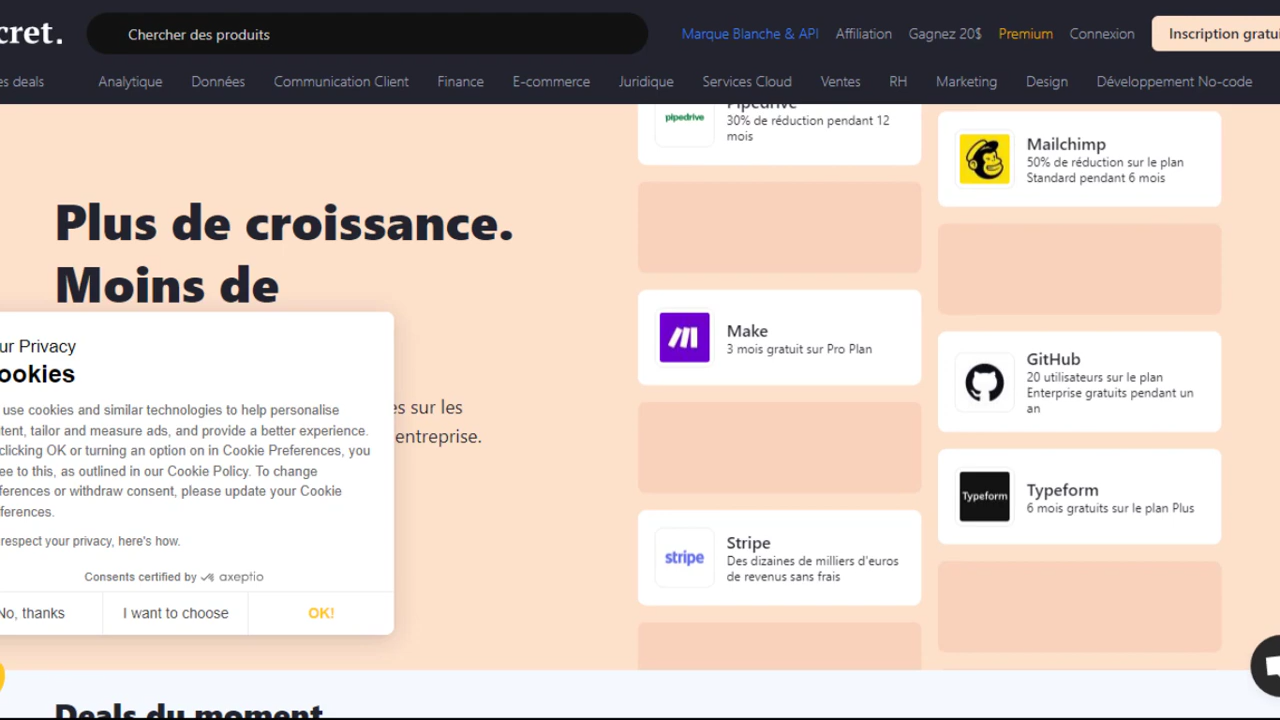 cret.
Chercher des produits
Marque Blanche & API
Affiliation
Gagnez 20$
Premium
Connexion
Inscription gratui
es deals
Analytique
Données
Communication Client
Finance
E-commerce
Juridique
Services Cloud
Ventes
RH
Marketing
Design
Développement No-code
Plus de croissance.
Moins de
es sur les
entreprise.
pipedrive
Pipedrive
30% de réduction pendant 12
mois
Make
3 mois gratuit sur Pro Plan
stripe
Stripe
Des dizaines de milliers d'euros
de revenus sans frais
Mailchimp
50% de réduction sur le plan
Standard pendant 6 mois
GitHub
20 utilisateurs sur le plan
Enterprise gratuits pendant un
an
Typeform
Typeform
6 mois gratuits sur le plan Plus
ur Privacy
ookies
use cookies and similar technologies to help personalise
tent, tailor and measure ads, and provide a better experience.
clicking OK or turning an option on in Cookie Preferences, you
ee to this, as outlined in our Cookie Policy. To change
ferences or withdraw consent, please update your Cookie
ferences.
respect your privacy, here's how.
Consents certified by axeptio
No, thanks
I want to choose
OK!
Deals du moment